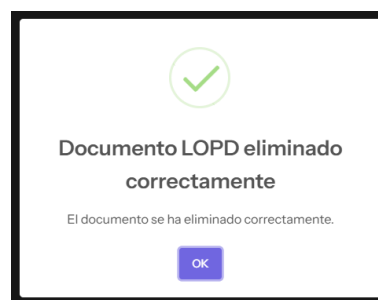 Documento LOPD eliminado
correctamente
El documento se ha eliminado correctamente.
OK